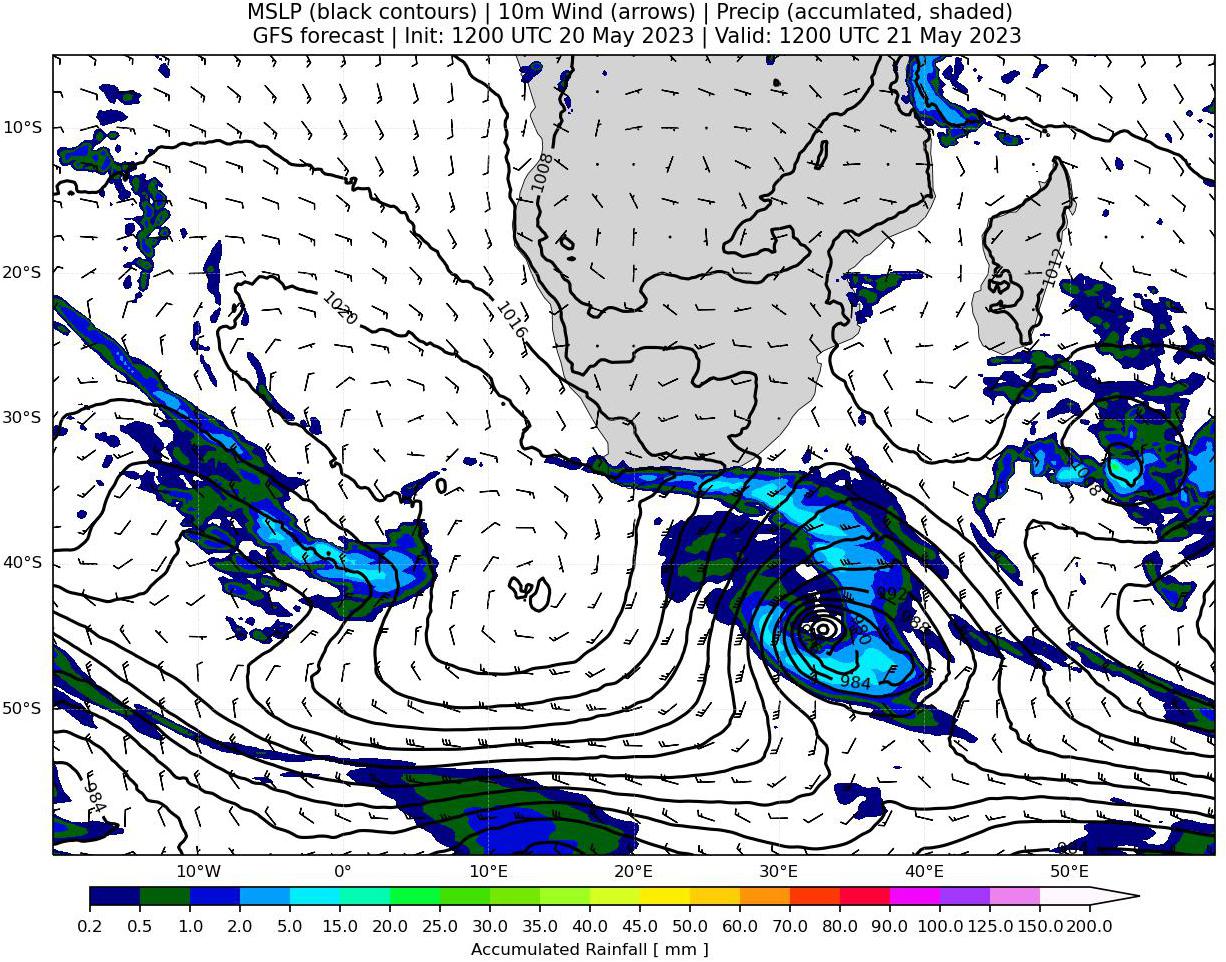 MSLP (black contours) | 10m Wind (arrows) | Precip (accumlated, shaded)
GFS forecast | Init: 1200 UTC 20 May 2023 | Valid: 1200 UTC 21 May 2023
10°S
1008
20°S
1012
1020
1016
30°S
1008
40°S
992
988
980
984
50°S
984
10°W 0° 10°E 20°E 30°E 40°E 50°E
0.2 0.5 1.0 2.0 5.0 10.0 15.0 20.0 25.0 30.0 35.0 40.0 45.0 50.0 60.0 70.0 80.0 90.0 100.0 125.0 150.0 200.0
Accumulated Rainfall [ mm ]